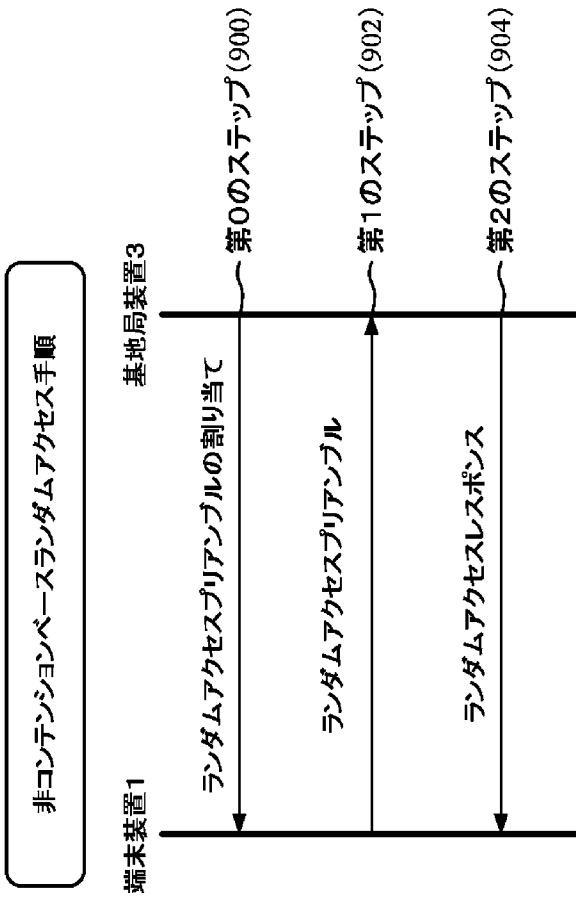 非コンテンションベースランダムアクセス手順
端末装置1
基地局装置3
ランダムアクセスプリアンブルの割り当て
第0のステップ(900)
ランダムアクセスプリアンブル
第1のステップ(902)
ランダムアクセスレスポンス
第2のステップ(904)